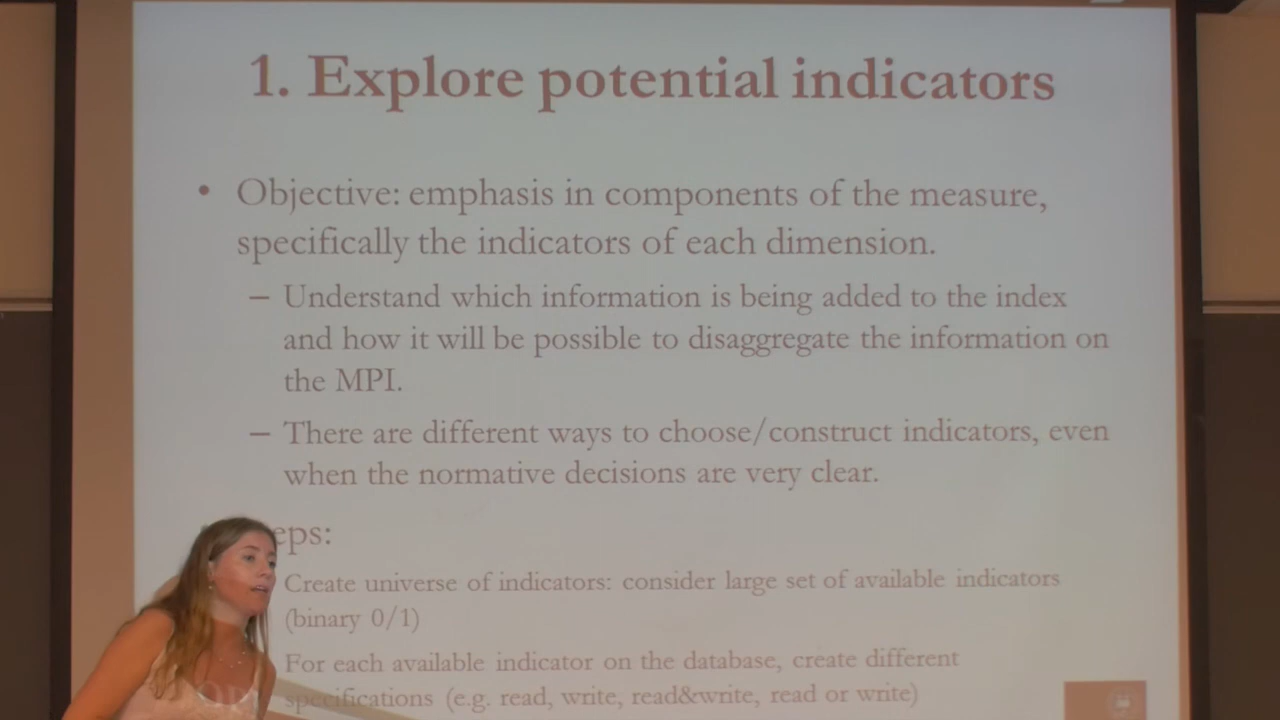 1. Explore potential indicators
• Objective: emphasis in components of the measure,
specifically the indicators of each dimension.
– Understand which information is being added to the index
and how it will be possible to disaggregate the information on
the MPI.
– There are different ways to choose/construct indicators, even
when the normative decisions are very clear.
eps:
Create universe of indicators: consider large set of available indicators
(binary 0/1)
For each available indicator on the database, create different
specifications (e.g. read, write, read&write, read or write)